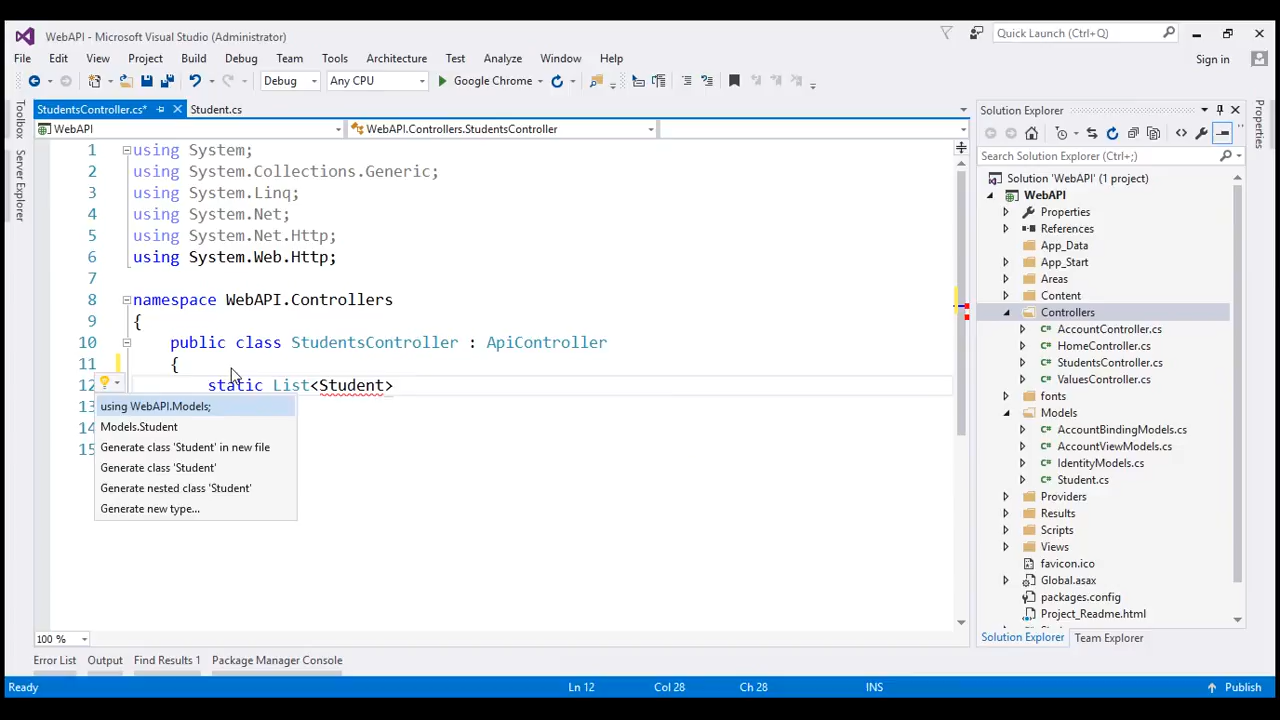 WebAPI - Microsoft Visual Studio (Administrator)
Quick Launch (Ctrl+Q)
File Edit View Project Build Debug Team Tools Architecture Test Analyze Window Help
Sign in
Debug Any CPU Google Chrome
StudentsController.cs* Student.cs
WebAPI WebAPI.Controllers.StudentsController
Toolbox
Server Explorer
1 using System;
2 using System.Collections.Generic;
3 using System.Linq;
4 using System.Net;
5 using System.Net.Http;
6 using System.Web.Http;
7
8 namespace WebAPI.Controllers
9 {
10 public class StudentsController : ApiController
11 {
12 static List<Student>
13
14
15
using WebAPI.Models;
Models.Student
Generate class 'Student' in new file
Generate class 'Student'
Generate nested class 'Student'
Generate new type...
100 %
Solution Explorer
Search Solution Explorer (Ctrl+;)
Solution 'WebAPI' (1 project)
WebAPI
Properties
References
App_Data
App_Start
Areas
Content
Controllers
AccountController.cs
HomeController.cs
StudentsController.cs
ValuesController.cs
fonts
Models
AccountBindingModels.cs
AccountViewModels.cs
IdentityModels.cs
Student.cs
Providers
Results
Scripts
Views
favicon.ico
Global.asax
packages.config
Project_Readme.html
Solution Explorer Team Explorer
Properties
Error List Output Find Results 1 Package Manager Console
Ready Ln 12 Col 28 Ch 28 INS Publish